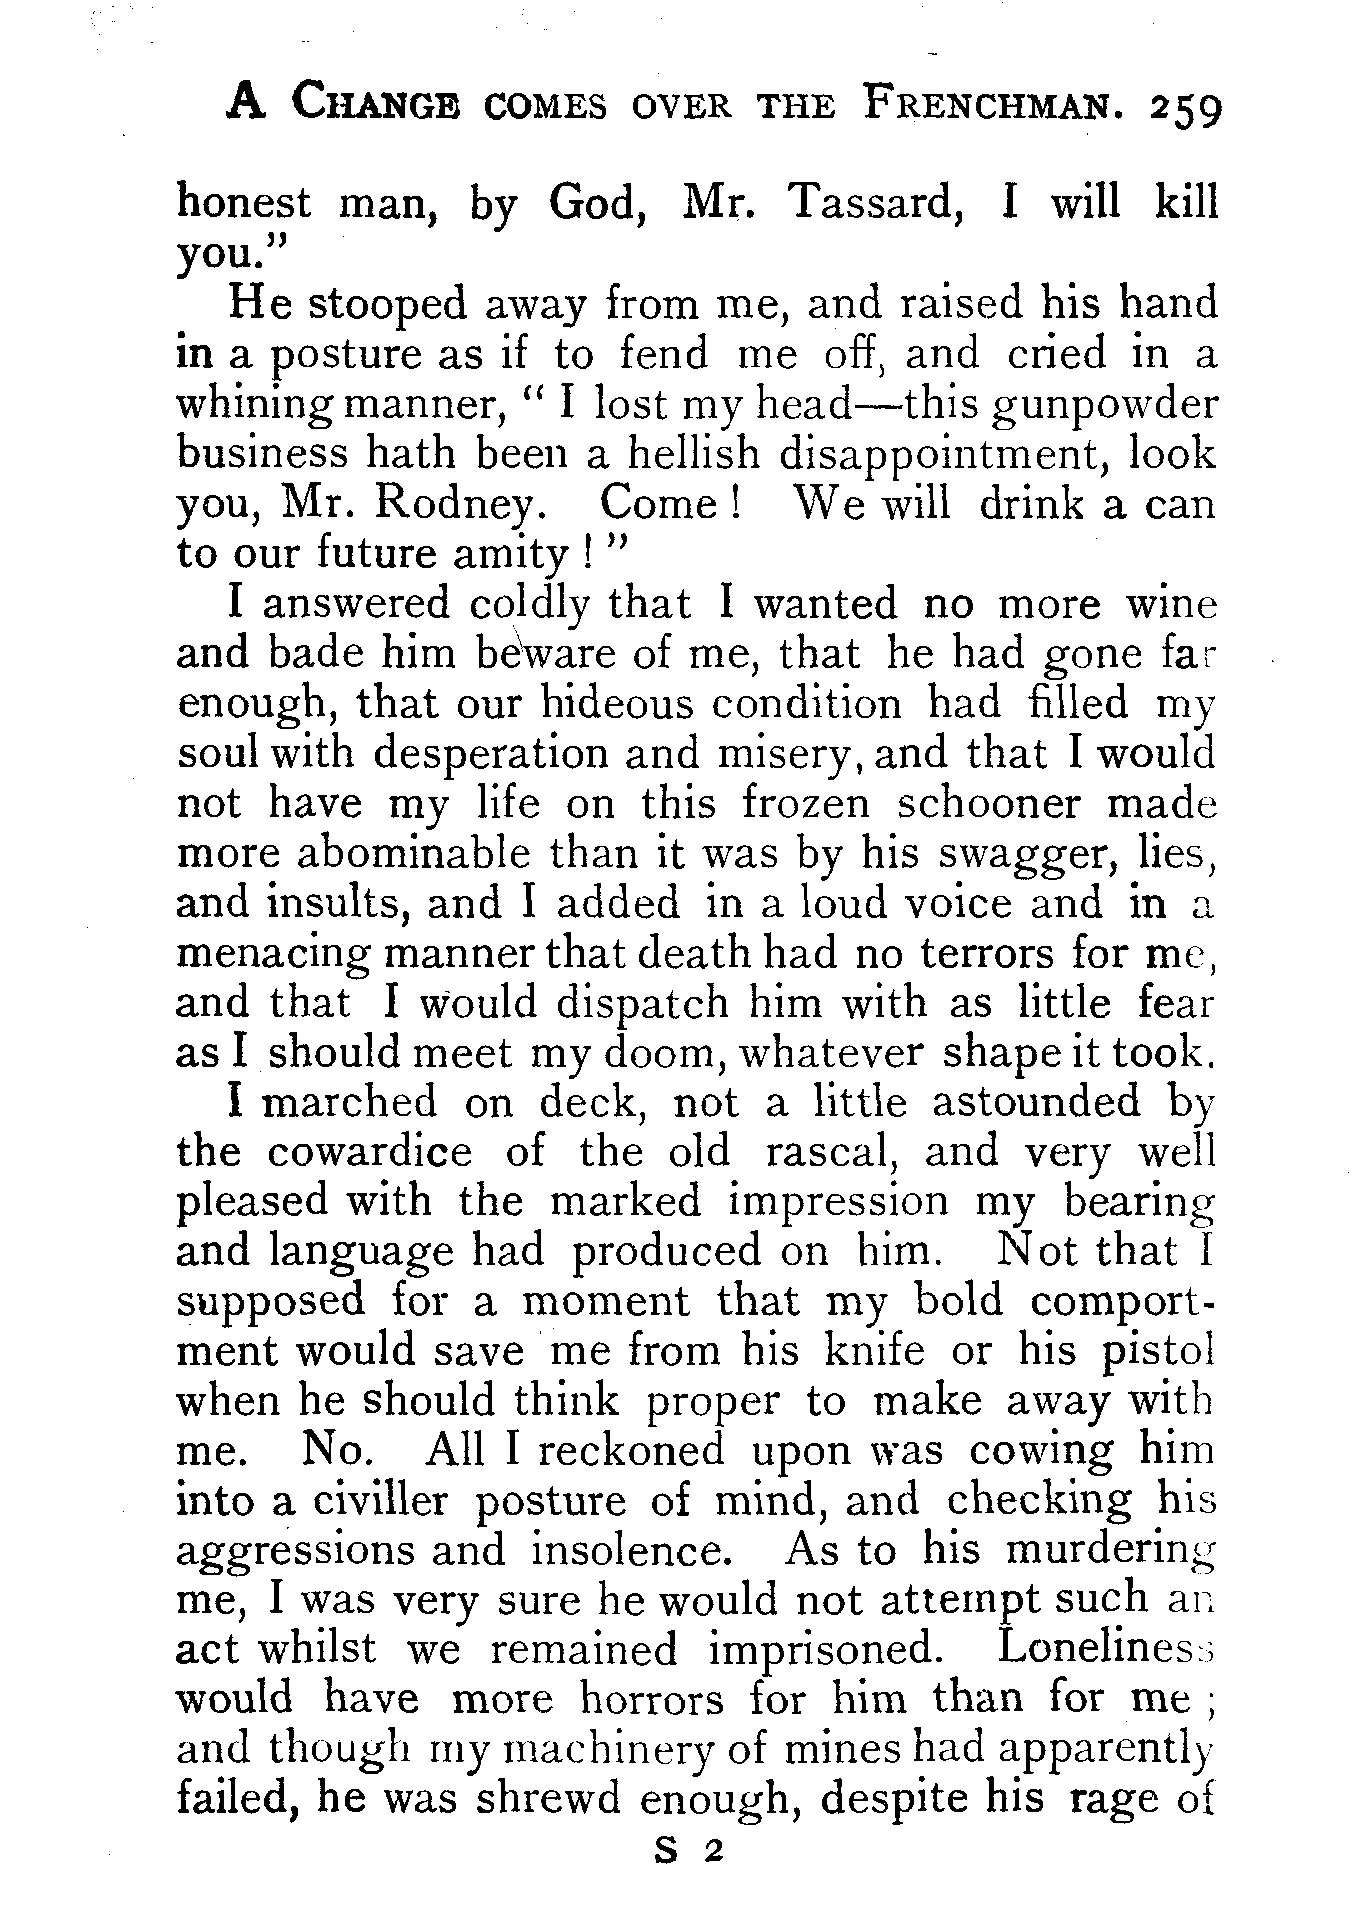 A CHANGE COMES OVER THE FRENCHMAN. 259
honest man, by God, Mr. Tassard, I will kill
you.”
He stooped away from me, and raised his hand
in a posture as if to fend me off, and cried in a
whining manner, “ I lost my head—this gunpowder
business hath been a hellish disappointment, look
you, Mr. Rodney. Come ! We will drink a can
to our future amity ! ”
I answered coldly that I wanted no more wine
and bade him beware of me, that he had gone far
enough, that our hideous condition had filled my
soul with desperation and misery, and that I would
not have my life on this frozen schooner made
more abominable than it was by his swagger, lies,
and insults, and I added in a loud voice and in a
menacing manner that death had no terrors for me,
and that I would dispatch him with as little fear
as I should meet my doom, whatever shape it took.
I marched on deck, not a little astounded by
the cowardice of the old rascal, and very well
pleased with the marked impression my bearing
and language had produced on him. Not that I
supposed for a moment that my bold comport-
ment would save me from his knife or his pistol
when he should think proper to make away with
me. No. All I reckoned upon was cowing him
into a civiller posture of mind, and checking his
aggressions and insolence. As to his murdering
me, I was very sure he would not attempt such an
act whilst we remained imprisoned. Loneliness
would have more horrors for him than for me ;
and though my machinery of mines had apparently
failed, he was shrewd enough, despite his rage of
S 2